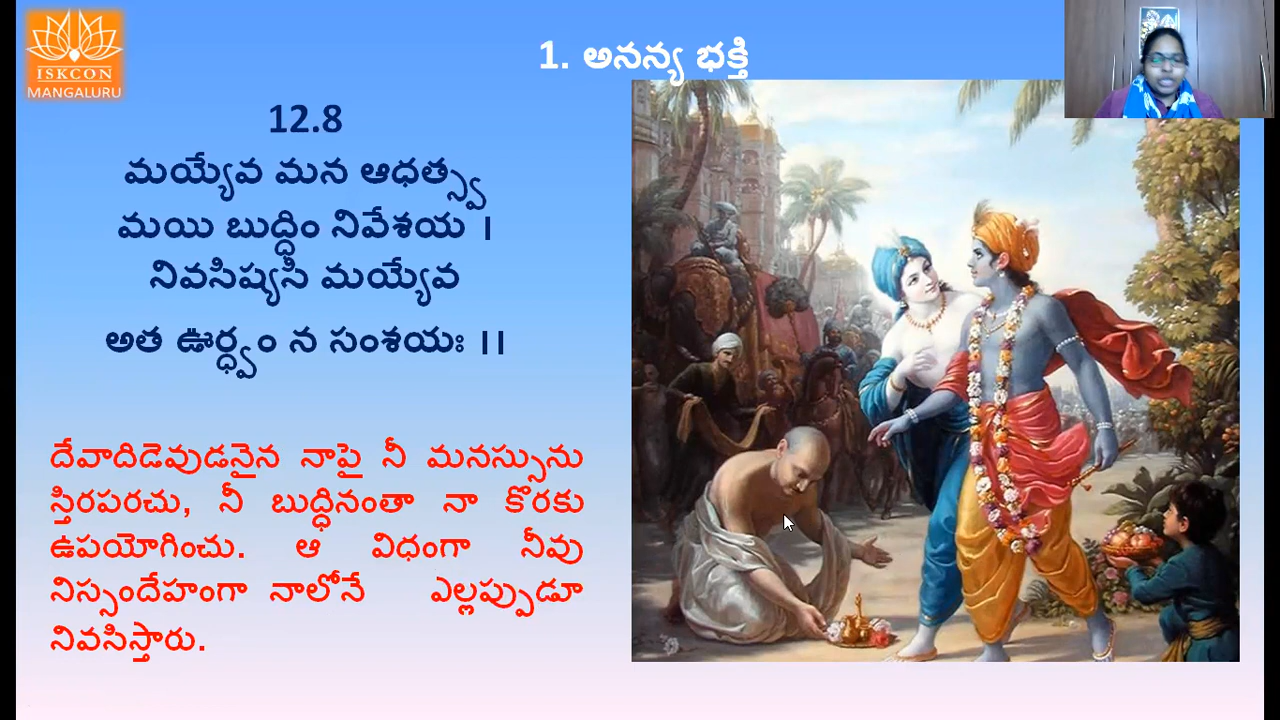 ISKCON
MANGALURU
1. అనన్య భక్తి
12.8
మయ్యేవ మన ఆధత్స్వ
మయి బుద్ధిం నివేశయ ।
నివసిష్యసి మయ్యేవ
అత ఊర్ధ్వం న సంశయః ।।
దేవాదిడెవుడనైన నాపై నీ మనస్సును
స్తిరపరచు, నీ బుద్ధినంతా నా కొరకు
ఉపయోగించు. ఆ విధంగా నీవు
నిస్సందేహంగా నాలోనే ఎల్లప్పుడూ
నివసిస్తారు.